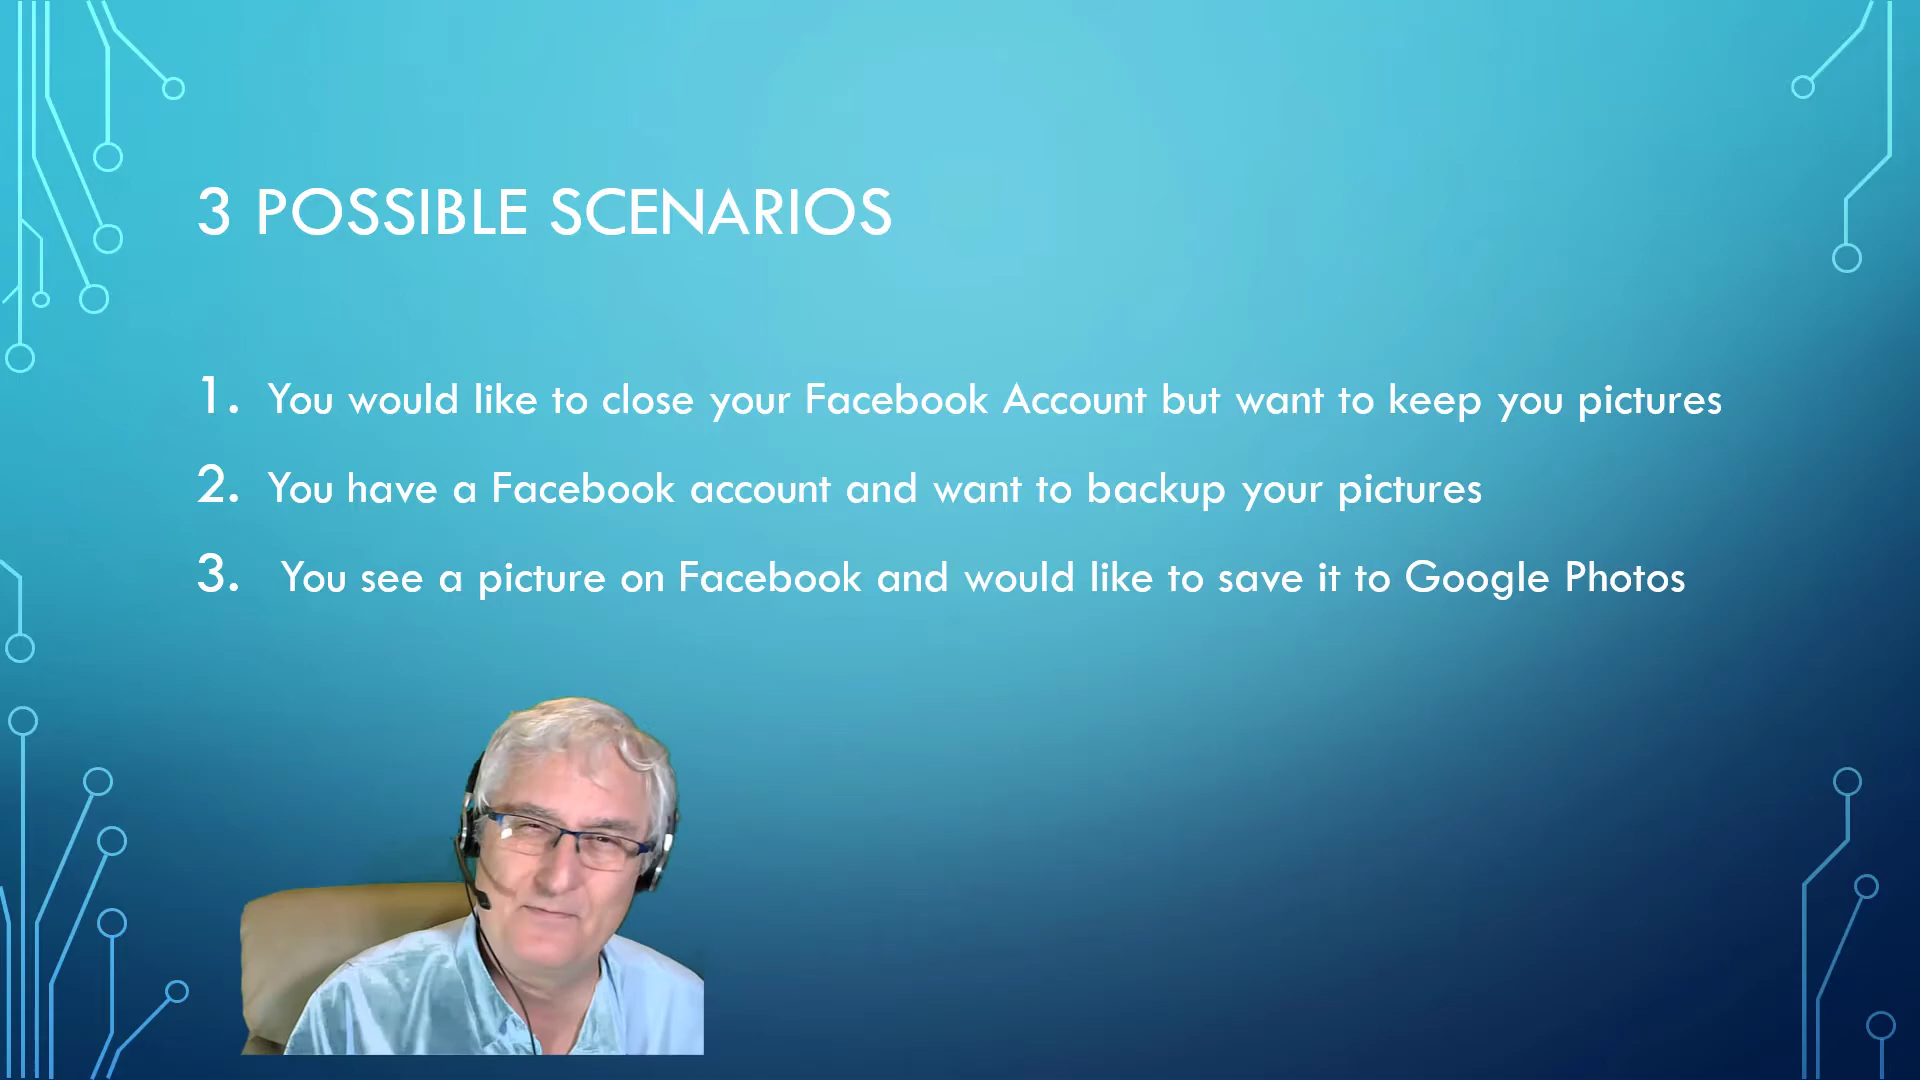 3 POSSIBLE SCENARIOS
1. You would like to close your Facebook Account but want to keep you pictures
2. You have a Facebook account and want to backup your pictures
3. You see a picture on Facebook and would like to save it to Google Photos